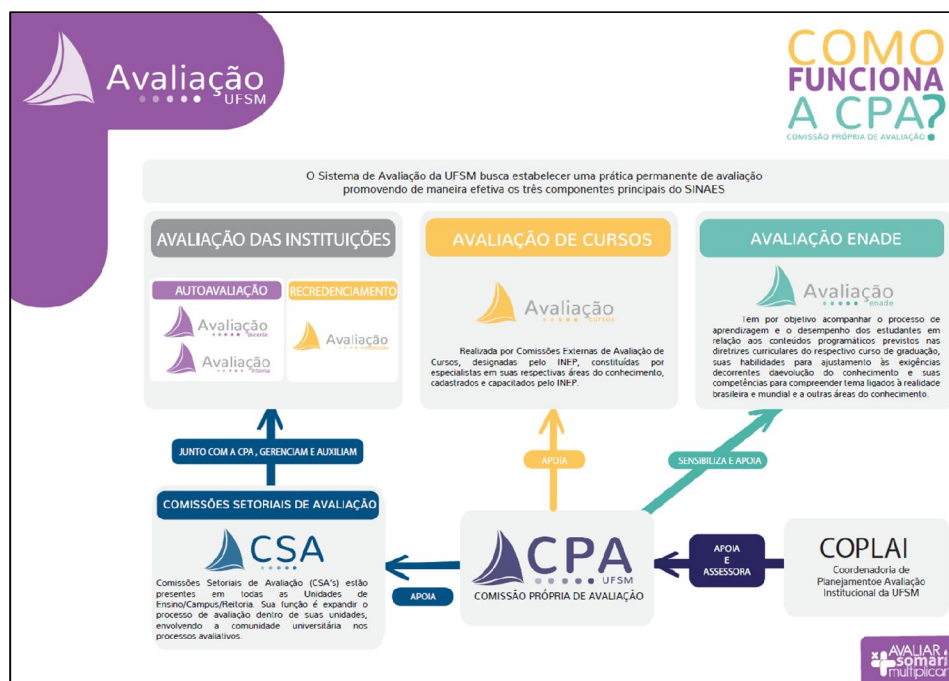 Avaliação
UFSM
COMO
FUNCIONA
A CPA?
COMISSÃO PRÓPRIA DE AVALIAÇÃO
O Sistema de Avaliação da UFSM busca estabelecer uma prática permanente de avaliação
promovendo de maneira efetiva os três componentes principais do SINAES
AVALIAÇÃO DAS INSTITUIÇÕES
AUTOAVALIAÇÃO
Avaliação
docente
Avaliação
interna
RECREDENCIAMENTO
Avaliação
AVALIAÇÃO DE CURSOS
Avaliação
cursos
Realizada por Comissões Externas de Avaliação de
Cursos, designadas pelo INEP, constituídas por
especialistas em suas respectivas áreas do conhecimento,
cadastrados e capacitados pelo INEP.
AVALIAÇÃO ENADE
Avaliação
enade
Tem por objetivo acompanhar o processo de
aprendizagem e o desempenho dos estudantes em
relação aos conteúdos programáticos previstos nas
diretrizes curriculares do respectivo curso de graduação,
suas habilidades para ajustamento às exigências
decorrentes daevolução do conhecimento e suas
competências para compreender tema ligados à realidade
brasileira e mundial e a outras áreas do conhecimento.
JUNTO COM A CPA, GERENCIAM E AUXILIAM
APOIA
SENSIBILIZA E APOIA
COMISSÕES SETORIAIS DE AVALIAÇÃO
CSA
Comissões Setoriais de Avaliação (CSA's) estão
presentes em todas as Unidades de
Ensino/Campus/Reitoria. Sua função é expandir o
processo de avaliação dentro de suas unidades,
envolvendo a comunidade universitária nos
processos avaliativos.
APOIA
CPA
UFSM
COMISSÃO PRÓPRIA DE AVALIAÇÃO
APOIA
E
ASSESSORA
COPLAI
Coordenadoria de
Planejamentoe Avaliação
Institucional da UFSM
AVALIAR
somar
multiplicar